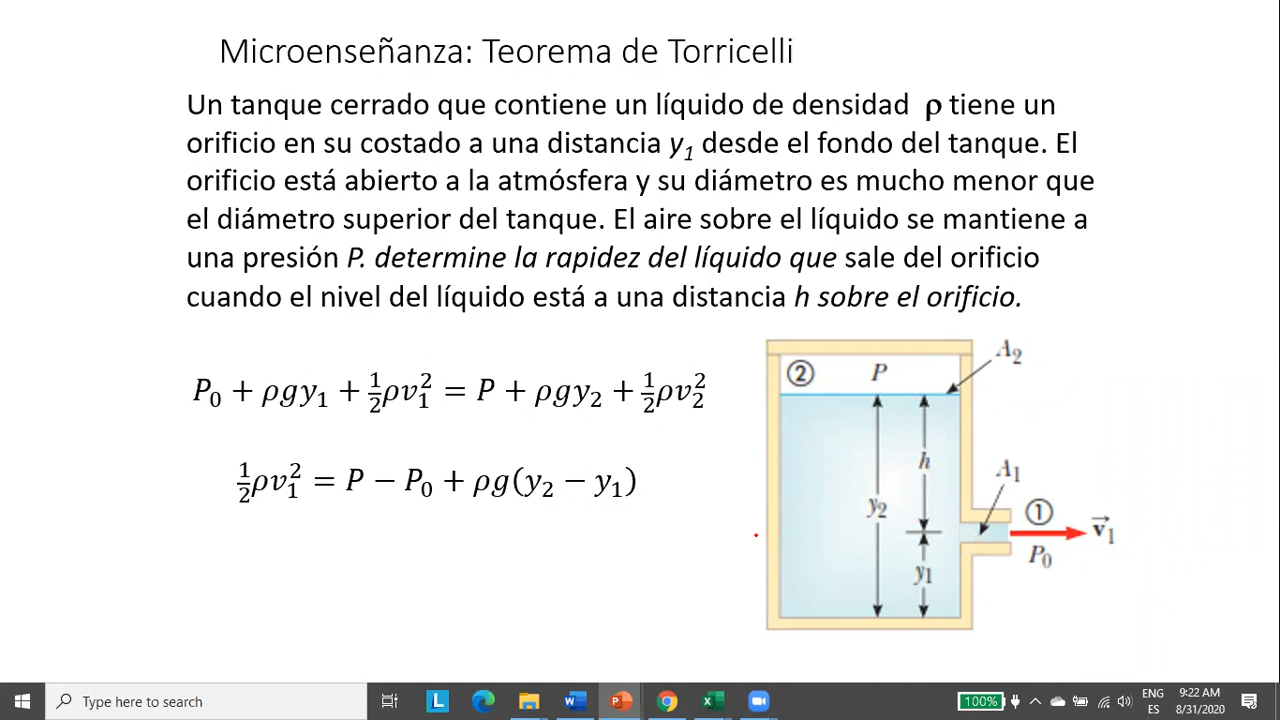 Microenseñanza: Teorema de Torricelli
Un tanque cerrado que contiene un líquido de densidad ρ tiene un
orificio en su costado a una distancia y₁ desde el fondo del tanque. El
orificio está abierto a la atmósfera y su diámetro es mucho menor que
el diámetro superior del tanque. El aire sobre el líquido se mantiene a
una presión P. determine la rapidez del líquido que sale del orificio
cuando el nivel del líquido está a una distancia h sobre el orificio.
P₀ + ρgy₁ + ½ρv₁² = P + ρgy₂ + ½ρv₂²
½ρv₁² = P − P₀ + ρg(y₂ − y₁)
② P A₂
h
A₁
y₂
①
v⃗₁
P₀
y₁
Type here to search
L
100%
ENG
ES
9:22 AM
8/31/2020